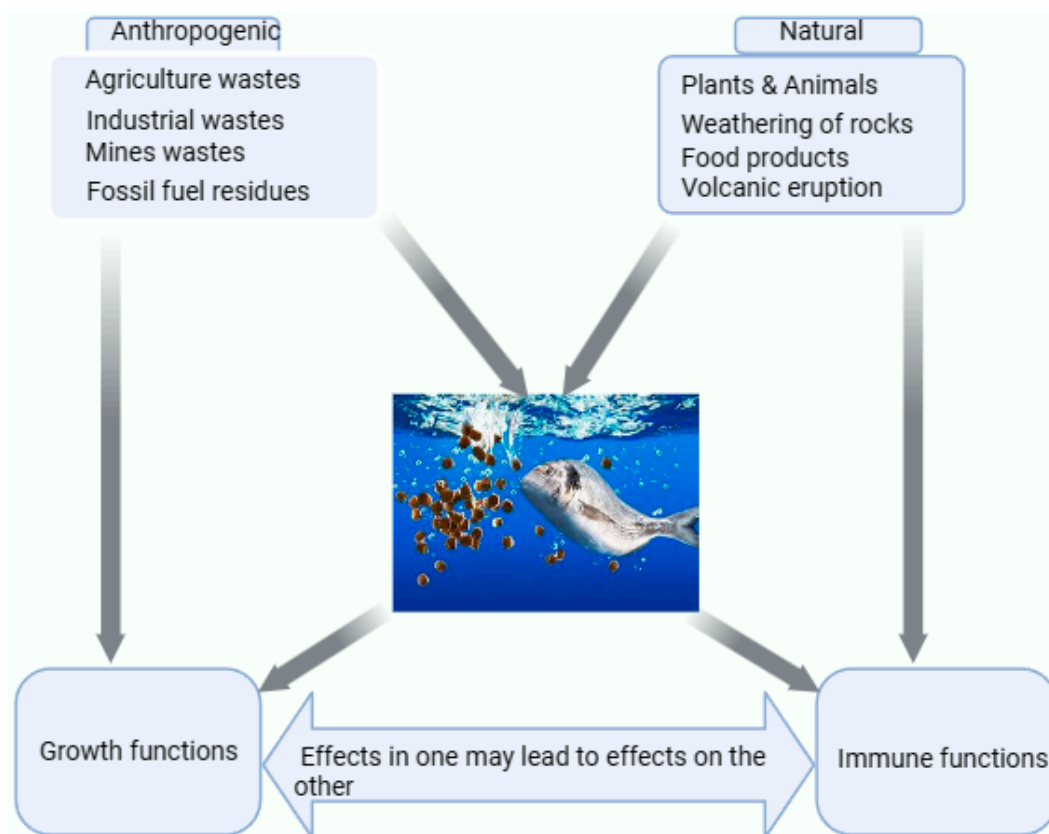 Anthropogenic
Agriculture wastes
Industrial wastes
Mines wastes
Fossil fuel residues
Natural
Plants & Animals
Weathering of rocks
Food products
Volcanic eruption
Growth functions
Effects in one may lead to effects on the
other
Immune functions